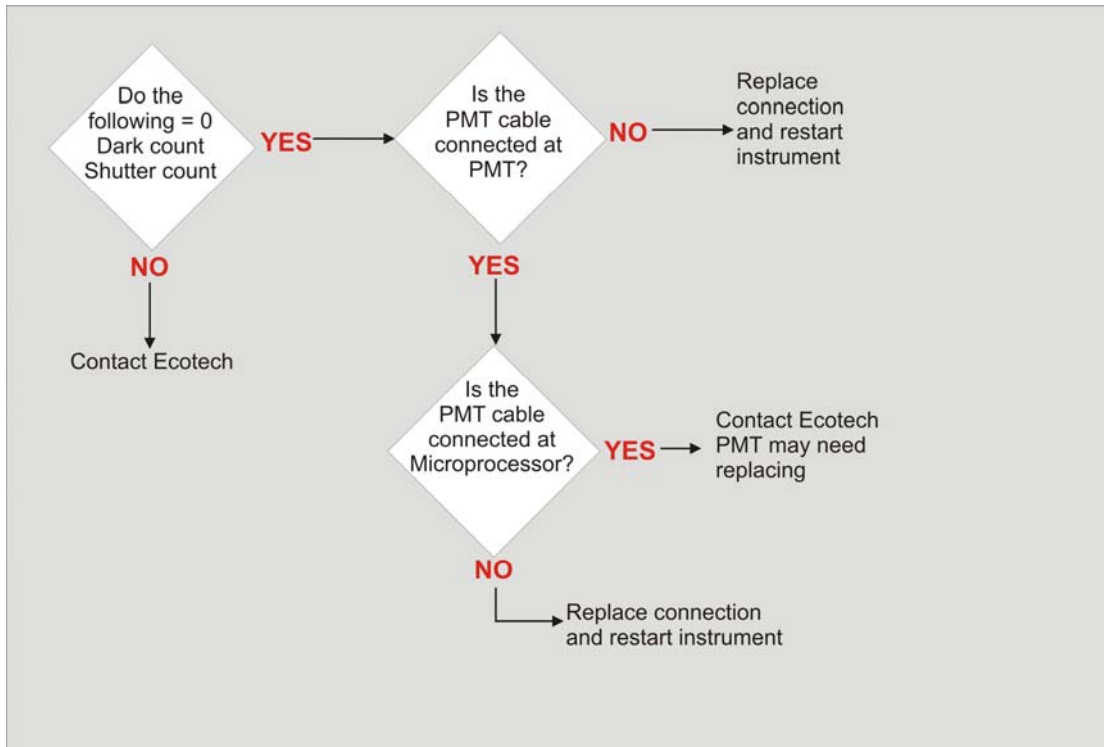 Do the
following = 0
Dark count
Shutter count
YES
Is the
PMT cable
connected at
PMT?
NO
Replace
connection
and restart
instrument
NO
Contact Ecotech
YES
Is the
PMT cable
connected at
Microprocessor?
YES
Contact Ecotech
PMT may need
replacing
NO
Replace connection
and restart instrument